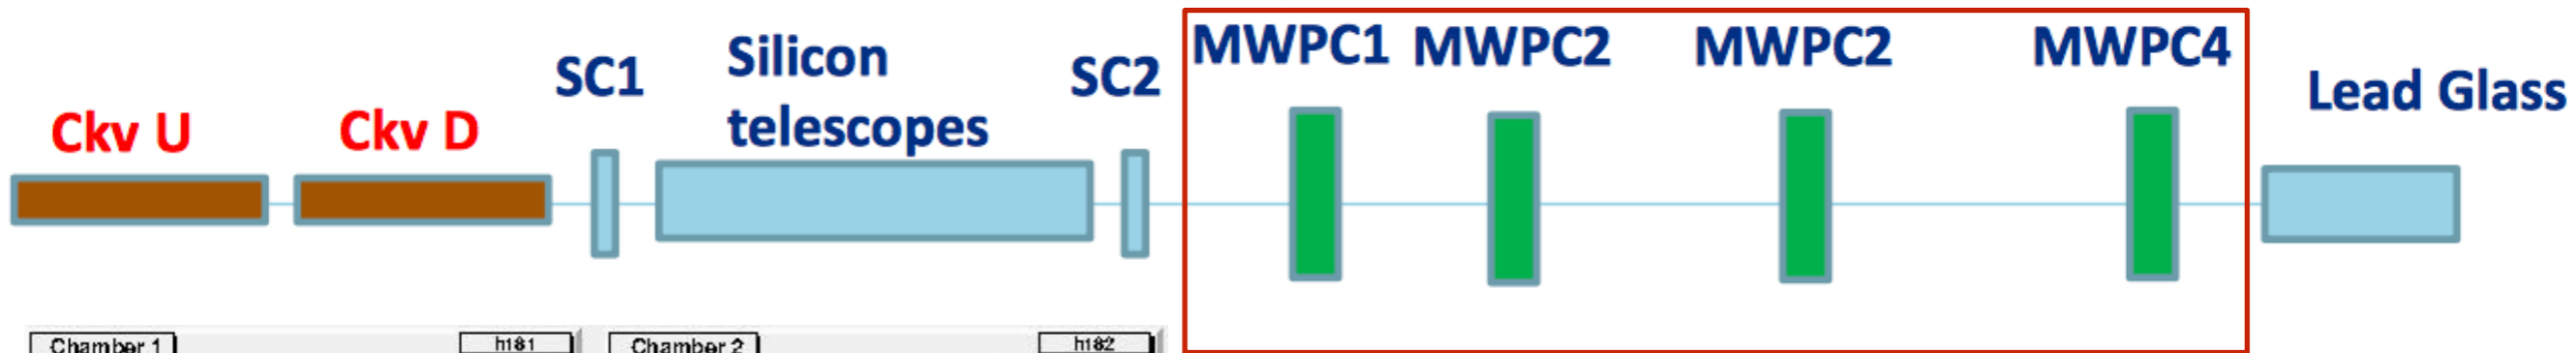 Ckv U
Ckv D
SC1
Silicon
telescopes
SC2
MWPC1
MWPC2
MWPC2
MWPC4
Lead Glass
Chamber 1
h181
Chamber 2
h182